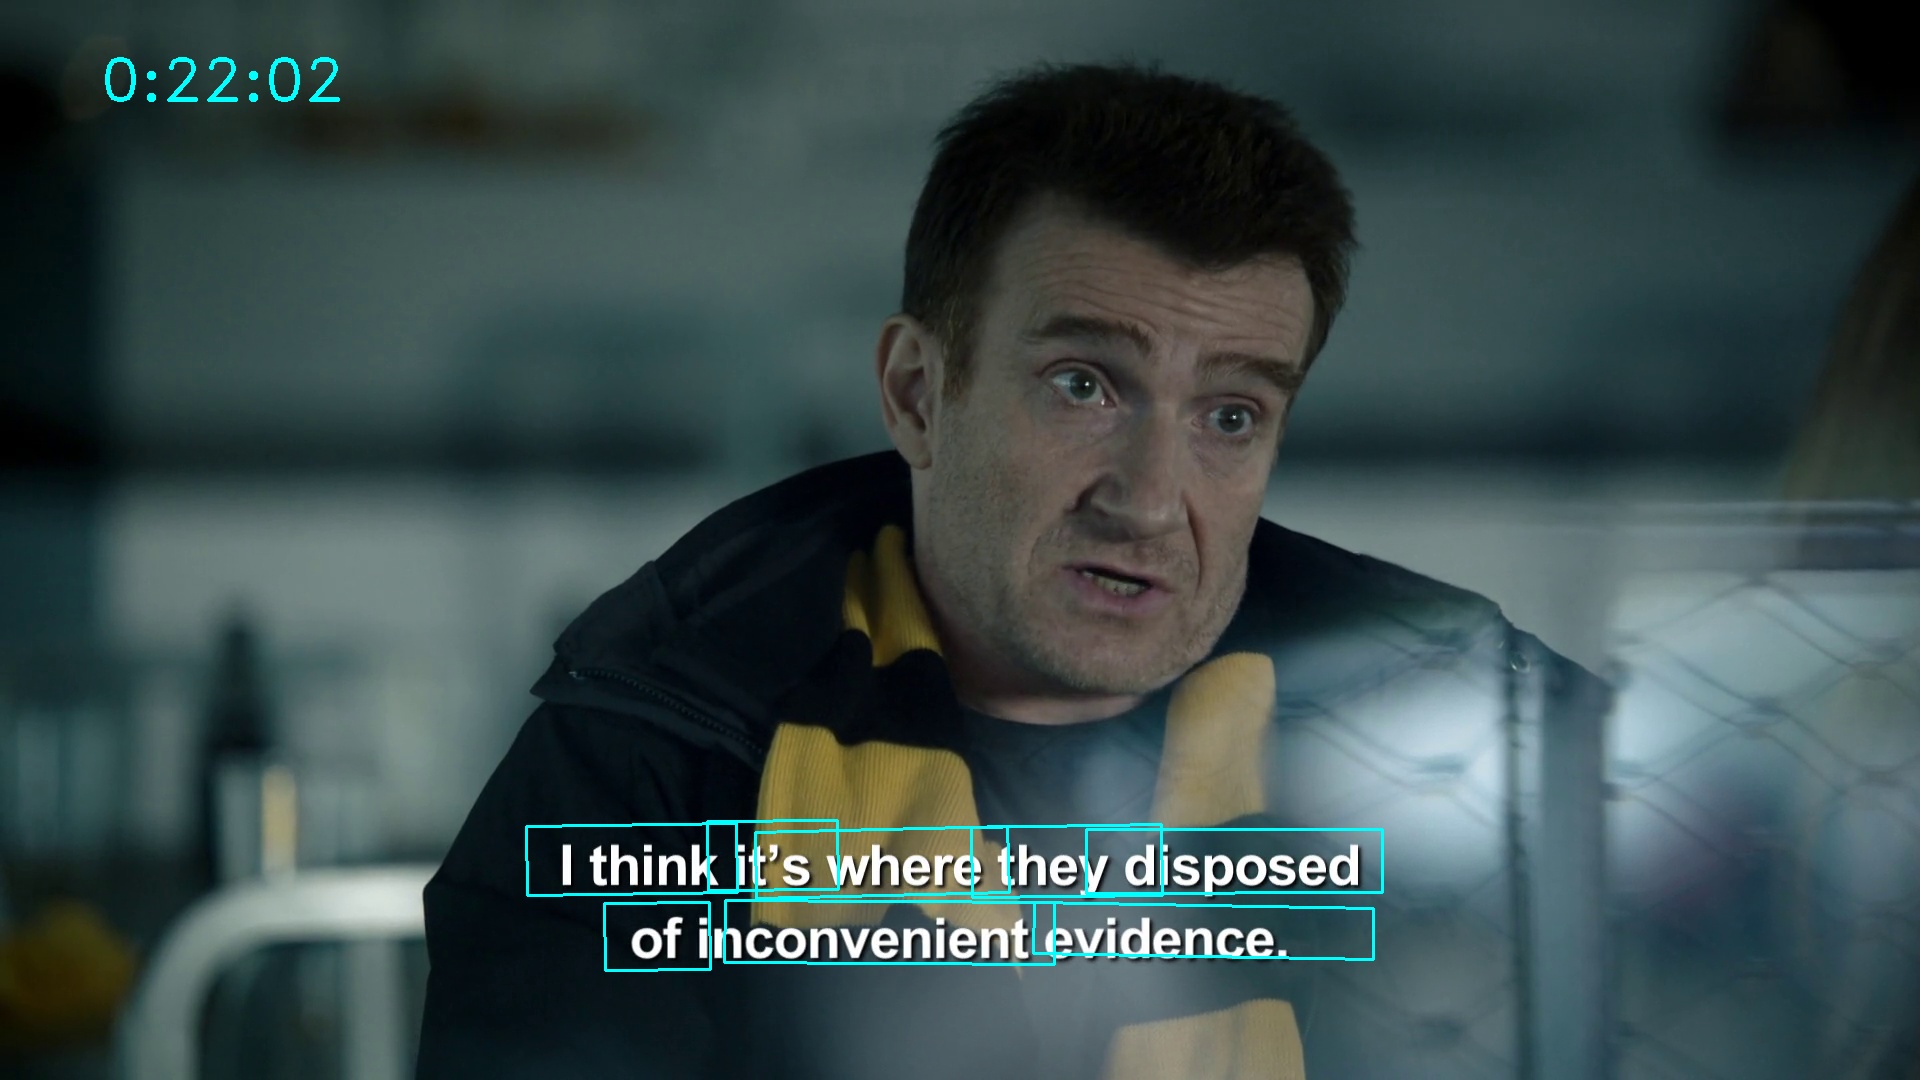 0:22:02
I think it’s where they disposed
of inconvenient evidence.